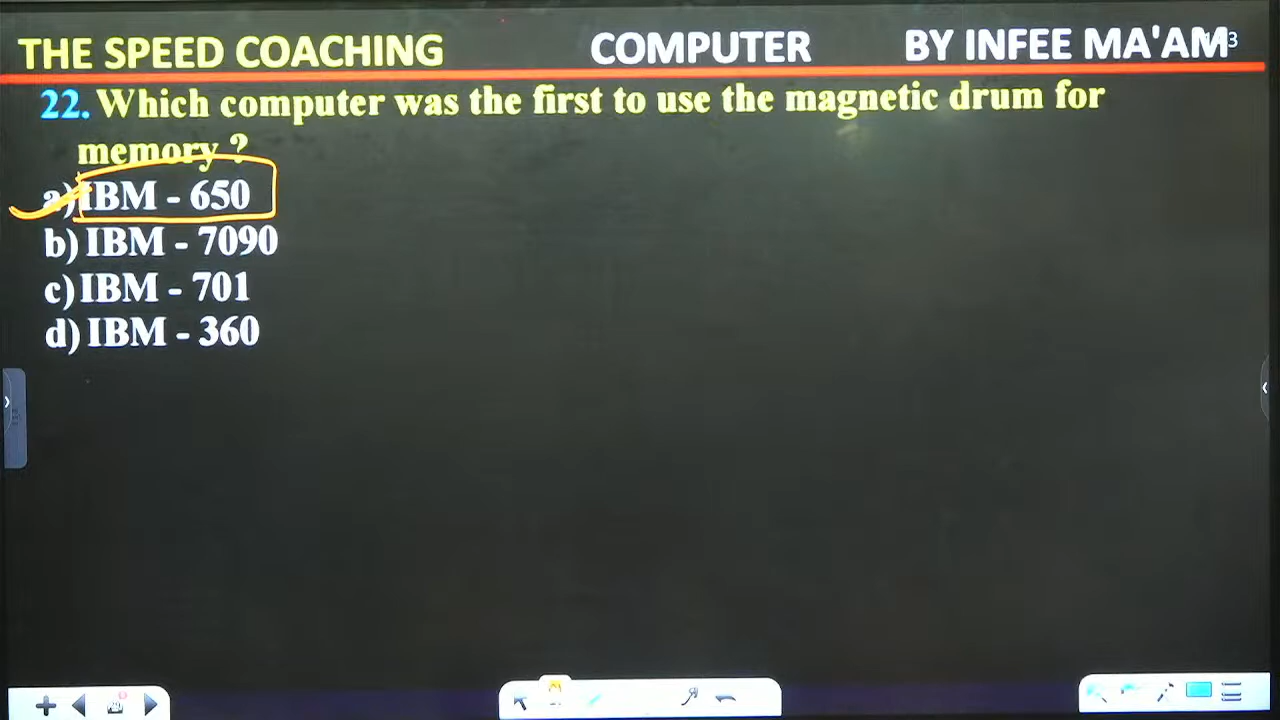 THE SPEED COACHING COMPUTER BY INFEE MA'AM
22. Which computer was the first to use the magnetic drum for
memory ?
a) IBM - 650
b) IBM - 7090
c) IBM - 701
d) IBM - 360